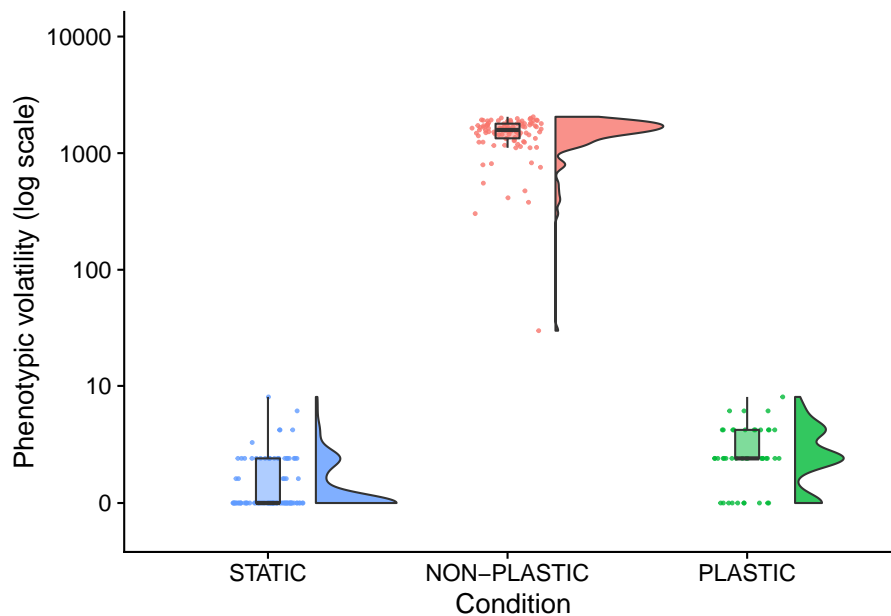 Phenotypic volatility (log scale)
10000
1000
100
10
0
STATIC
NON−PLASTIC
PLASTIC
Condition